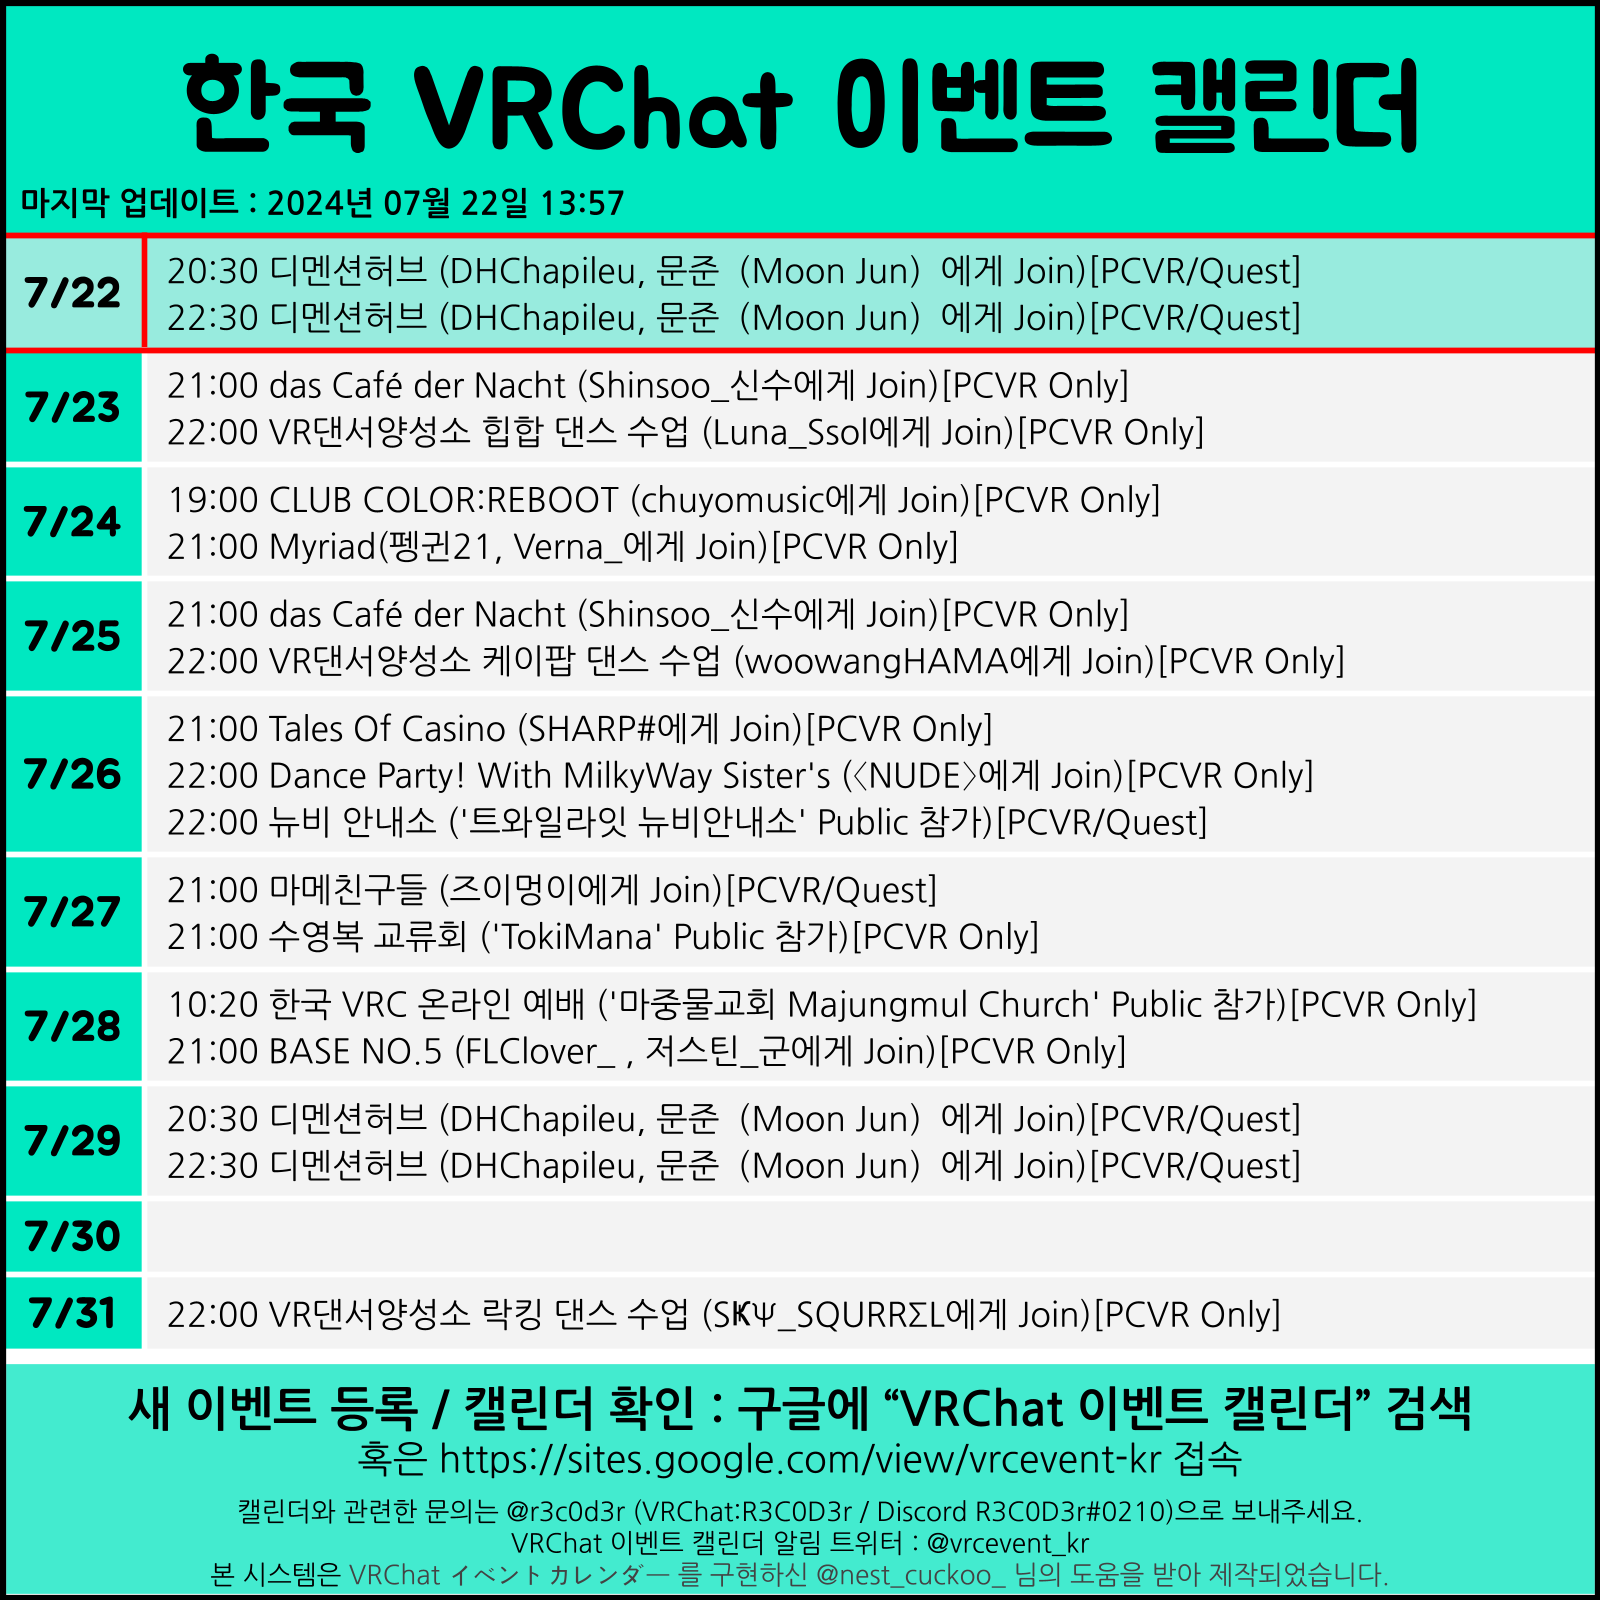 한국 VRChat 이벤트 캘린더
마지막 업데이트 : 2024년 07월 22일 13:57
7/22
20:30 디멘션허브 (DHChapileu, 문준（Moon Jun）에게 Join)[PCVR/Quest]
22:30 디멘션허브 (DHChapileu, 문준（Moon Jun）에게 Join)[PCVR/Quest]
7/23
21:00 das Café der Nacht (Shinsoo_신수에게 Join)[PCVR Only]
22:00 VR댄서양성소 힙합 댄스 수업 (Luna_Ssol에게 Join)[PCVR Only]
7/24
19:00 CLUB COLOR:REBOOT (chuyomusic에게 Join)[PCVR Only]
21:00 Myriad(펭귄21, Verna_에게 Join)[PCVR Only]
7/25
21:00 das Café der Nacht (Shinsoo_신수에게 Join)[PCVR Only]
22:00 VR댄서양성소 케이팝 댄스 수업 (woowangHAMA에게 Join)[PCVR Only]
7/26
21:00 Tales Of Casino (SHARP#에게 Join)[PCVR Only]
22:00 Dance Party! With MilkyWay Sister's (〈NUDE〉에게 Join)[PCVR Only]
22:00 뉴비 안내소 ('트와일라잇 뉴비안내소' Public 참가)[PCVR/Quest]
7/27
21:00 마메친구들 (즈이멍이에게 Join)[PCVR/Quest]
21:00 수영복 교류회 ('TokiMana' Public 참가)[PCVR Only]
7/28
10:20 한국 VRC 온라인 예배 ('마중물교회 Majungmul Church' Public 참가)[PCVR Only]
21:00 BASE NO.5 (FLClover_ , 저스틴_군에게 Join)[PCVR Only]
7/29
20:30 디멘션허브 (DHChapileu, 문준（Moon Jun）에게 Join)[PCVR/Quest]
22:30 디멘션허브 (DHChapileu, 문준（Moon Jun）에게 Join)[PCVR/Quest]
7/30
7/31
22:00 VR댄서양성소 락킹 댄스 수업 (SꀘΨ_SQURRΣL에게 Join)[PCVR Only]
새 이벤트 등록 / 캘린더 확인 : 구글에 “VRChat 이벤트 캘린더” 검색
혹은 https://sites.google.com/view/vrcevent-kr 접속
캘린더와 관련한 문의는 @r3c0d3r (VRChat:R3C0D3r / Discord R3C0D3r#0210)으로 보내주세요.
VRChat 이벤트 캘린더 알림 트위터 : @vrcevent_kr
본 시스템은 VRChat イベントカレンダー 를 구현하신 @nest_cuckoo_ 님의 도움을 받아 제작되었습니다.